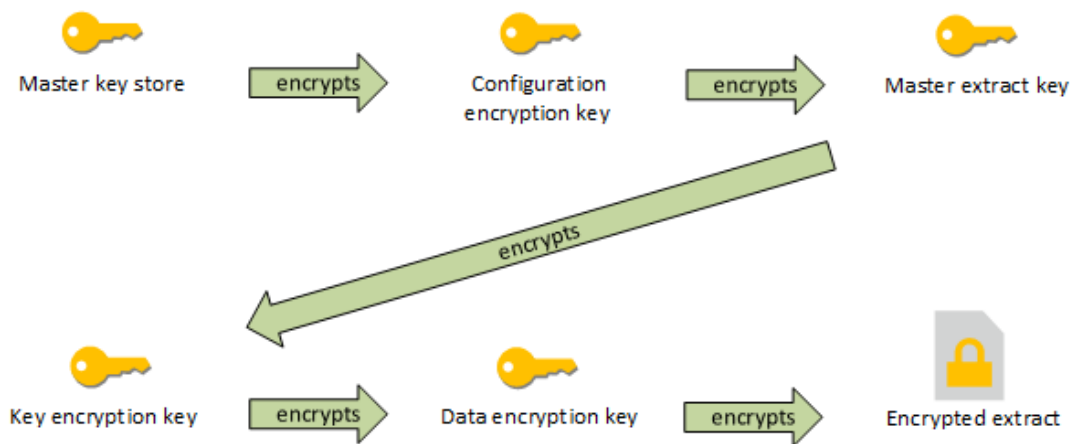 Master key store
encrypts
Configuration
encryption key
encrypts
Master extract key
encrypts
Key encryption key
encrypts
Data encryption key
encrypts
Encrypted extract